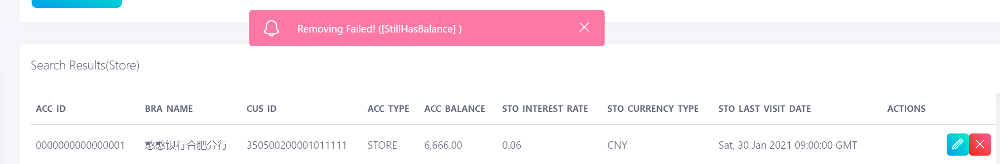 Removing Failed! ([StillHasBalance] )
Search Results(Store)
ACC_ID BRA_NAME CUS_ID ACC_TYPE ACC_BALANCE STO_INTEREST_RATE STO_CURRENCY_TYPE STO_LAST_VISIT_DATE ACTIONS
0000000000000001 憨憨银行合肥分行 350500200001011111 STORE 6,666.00 0.06 CNY Sat, 30 Jan 2021 09:00:00 GMT